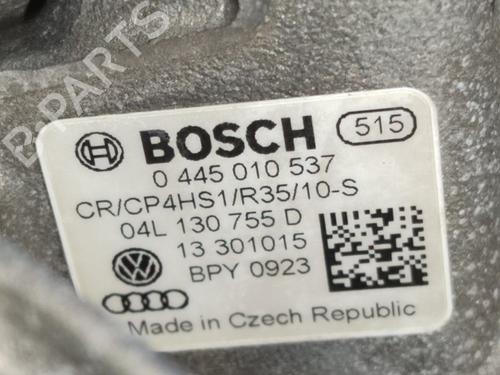 BOSCH 515
0 445 010 537
CR/CP4HS1/R35/10-S
04L 130 755 D
13 301015
BPY 0923
Made in Czech Republic
B-PARTS